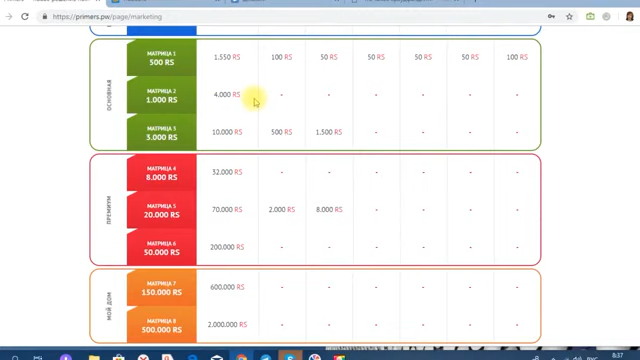 https://primers.pw/page/marketing
ОСНОВНАЯ
МАТРИЦА 1
500 RS
1.550 RS
100 RS
50 RS
50 RS
50 RS
50 RS
100 RS
МАТРИЦА 2
1.000 RS
4.000 RS
-
-
-
-
-
-
МАТРИЦА 3
3.000 RS
10.000 RS
500 RS
1.500 RS
-
-
-
-
ПРЕМИУМ
МАТРИЦА 4
8.000 RS
32.000 RS
-
-
-
-
-
-
МАТРИЦА 5
20.000 RS
70.000 RS
2.000 RS
8.000 RS
-
-
-
-
МАТРИЦА 6
50.000 RS
200.000 RS
-
-
-
-
-
-
МОЙ ДОМ
МАТРИЦА 7
150.000 RS
600.000 RS
-
-
-
-
-
-
МАТРИЦА 8
500.000 RS
2.000.000 RS
-
-
-
-
-
-
РУС
8:37